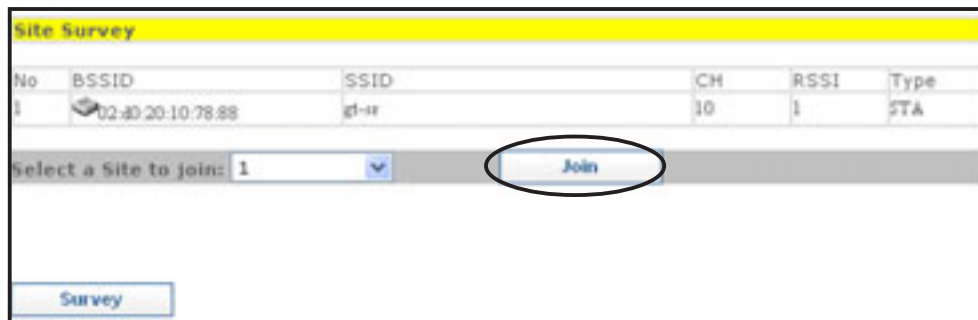 Site Survey
No BSSID SSID CH RSSI Type
1 02:d0:20:10:78:88 10 1 STA
Select a Site to join: 1 Join
Survey